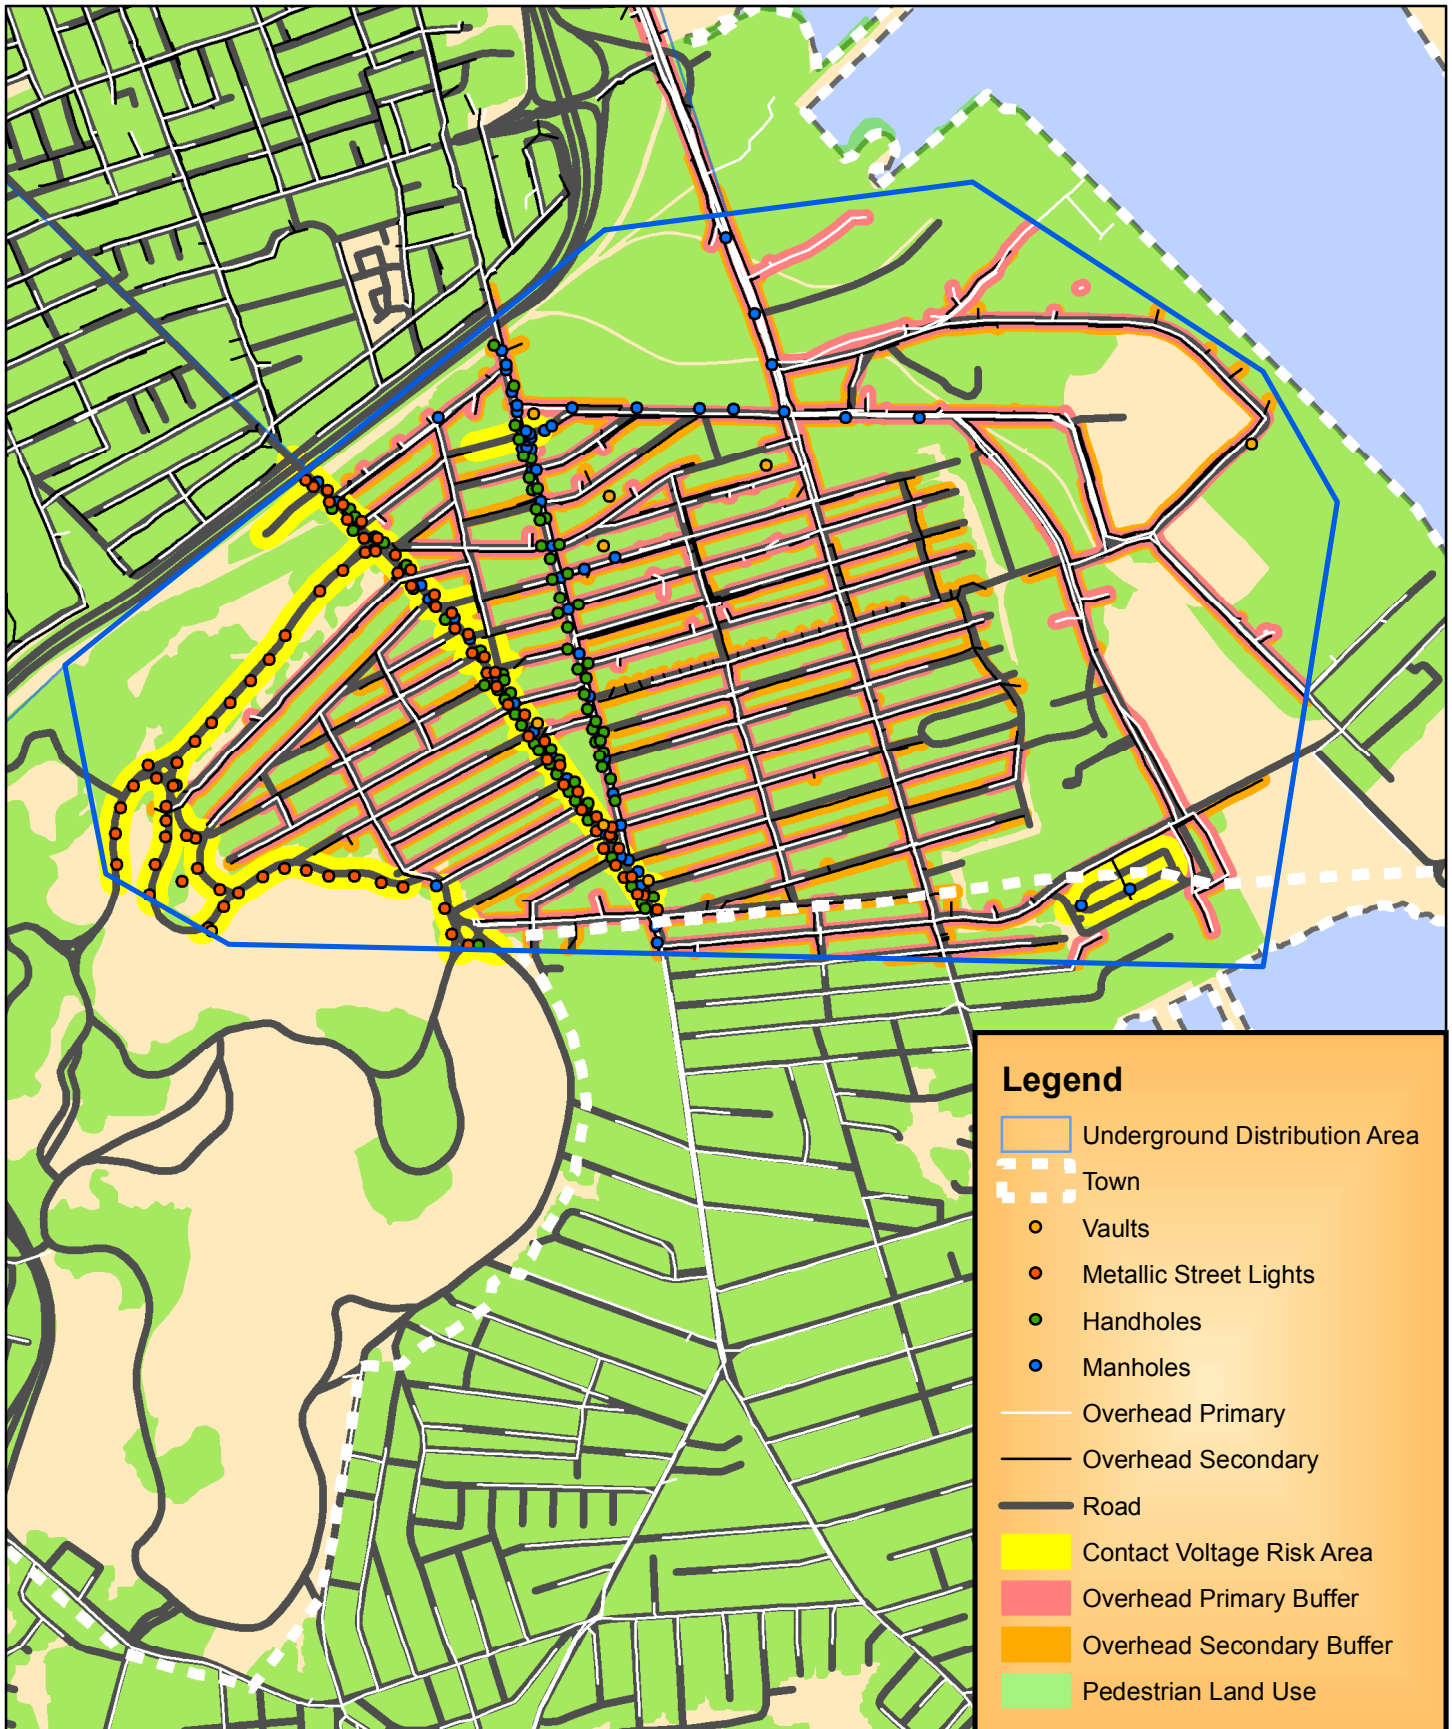 Legend
Underground Distribution Area
Town
Vaults
Metallic Street Lights
Handholes
Manholes
Overhead Primary
Overhead Secondary
Road
Contact Voltage Risk Area
Overhead Primary Buffer
Overhead Secondary Buffer
Pedestrian Land Use